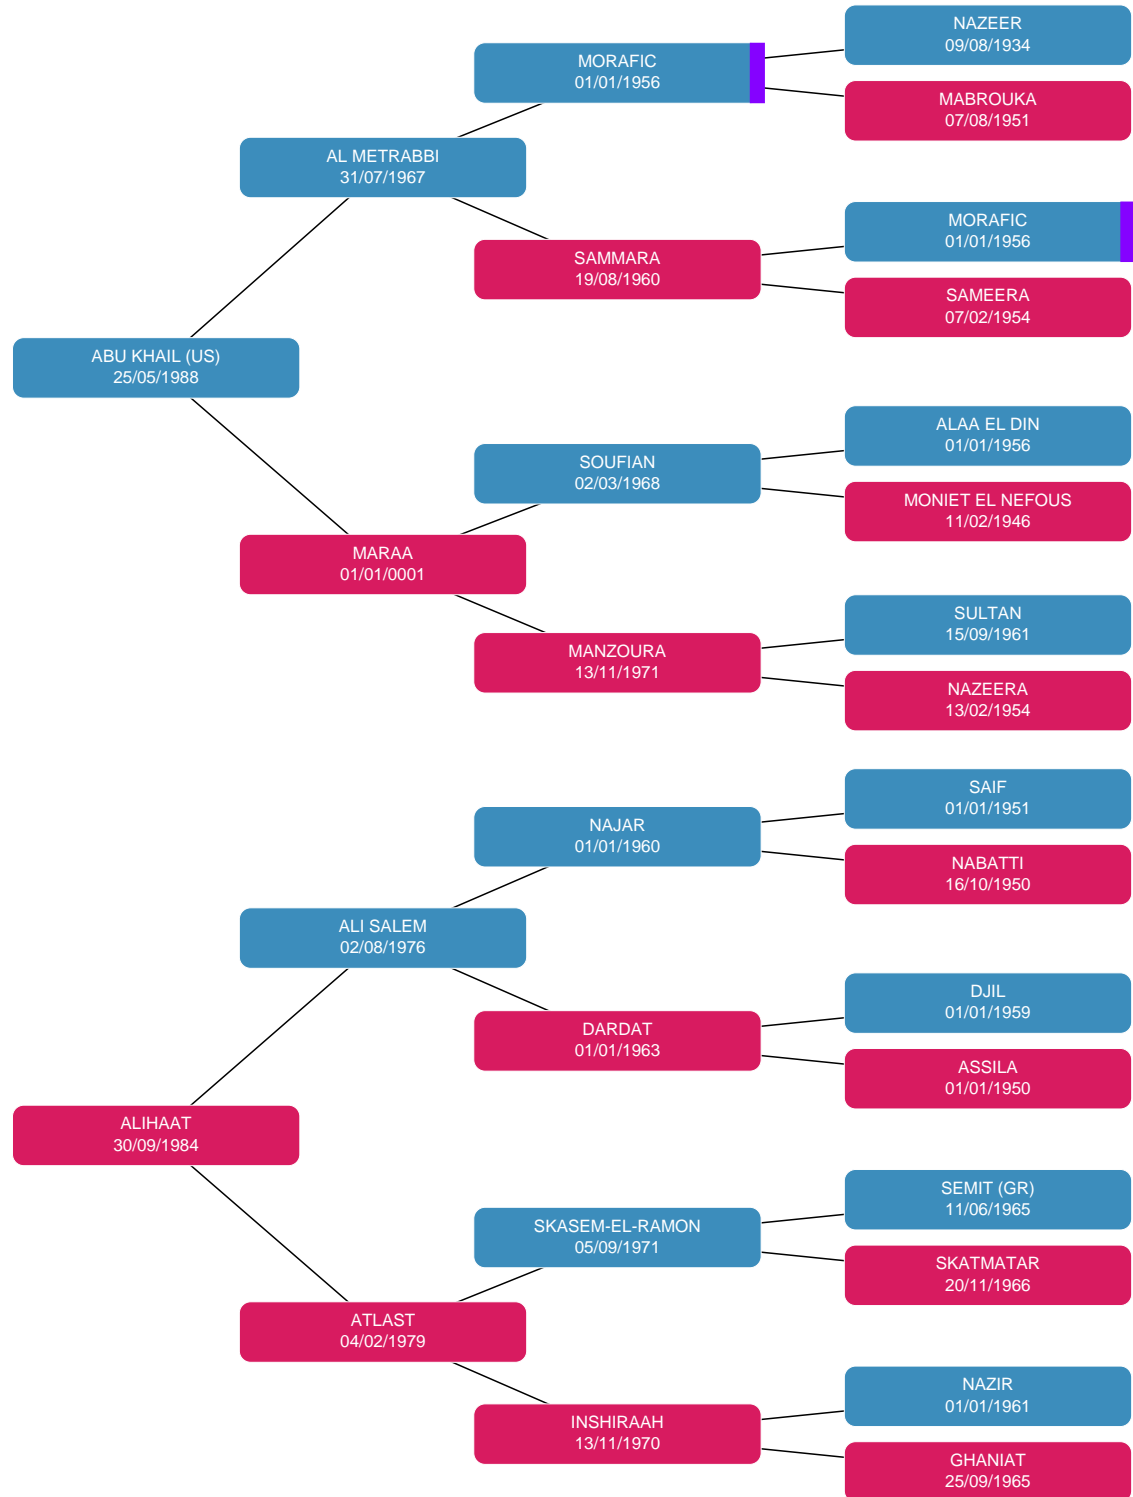 NAZEER
09/08/1934
MORAFIC
01/01/1956
MABROUKA
07/08/1951
AL METRABBI
31/07/1967
MORAFIC
01/01/1956
SAMMARA
19/08/1960
SAMEERA
07/02/1954
ABU KHAIL (US)
25/05/1988
ALAA EL DIN
01/01/1956
SOUFIAN
02/03/1968
MONIET EL NEFOUS
11/02/1946
MARAA
01/01/0001
SULTAN
15/09/1961
MANZOURA
13/11/1971
NAZEERA
13/02/1954
SAIF
01/01/1951
NAJAR
01/01/1960
NABATTI
16/10/1950
ALI SALEM
02/08/1976
DJIL
01/01/1959
DARDAT
01/01/1963
ASSILA
01/01/1950
ALIHAAT
30/09/1984
SEMIT (GR)
11/06/1965
SKASEM-EL-RAMON
05/09/1971
SKATMATAR
20/11/1966
ATLAST
04/02/1979
NAZIR
01/01/1961
INSHIRAAH
13/11/1970
GHANIAT
25/09/1965